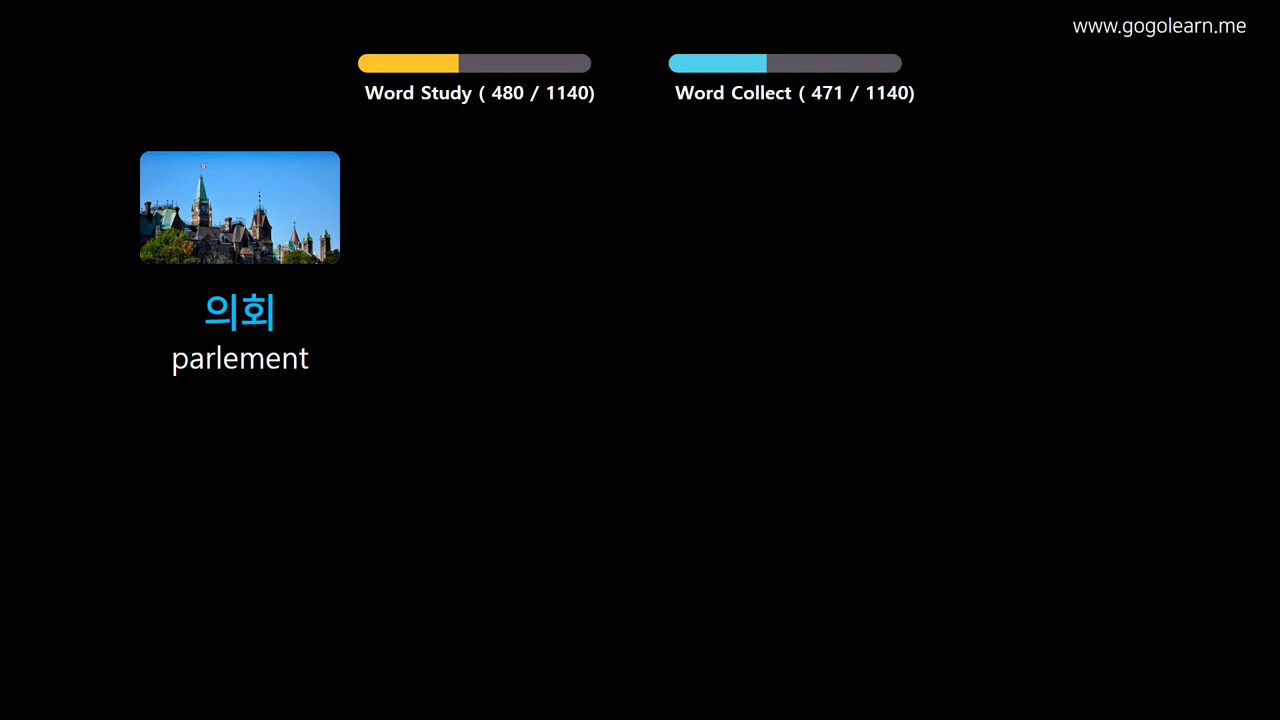 www.gogolearn.me
Word Study ( 480 / 1140)
Word Collect ( 471 / 1140)
의회
parlement